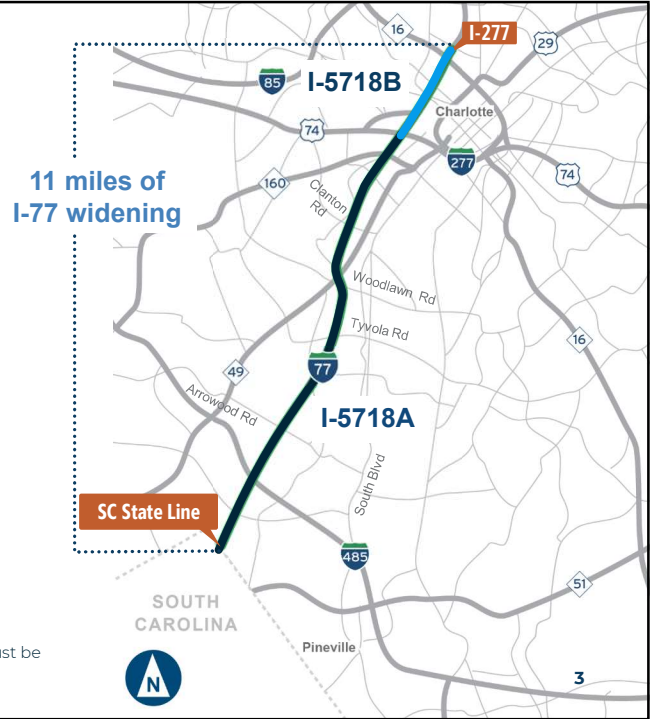 16
I-277
29
85
I-5718B
Charlotte
74
277
74
11 miles of
I-77 widening
160
Clanton
Rd
Woodlawn Rd
Tyvola Rd
16
77
49
Arrowood Rd
I-5718A
South Blvd
SC State Line
485
51
SOUTH
CAROLINA
Pineville
ust be
N
3